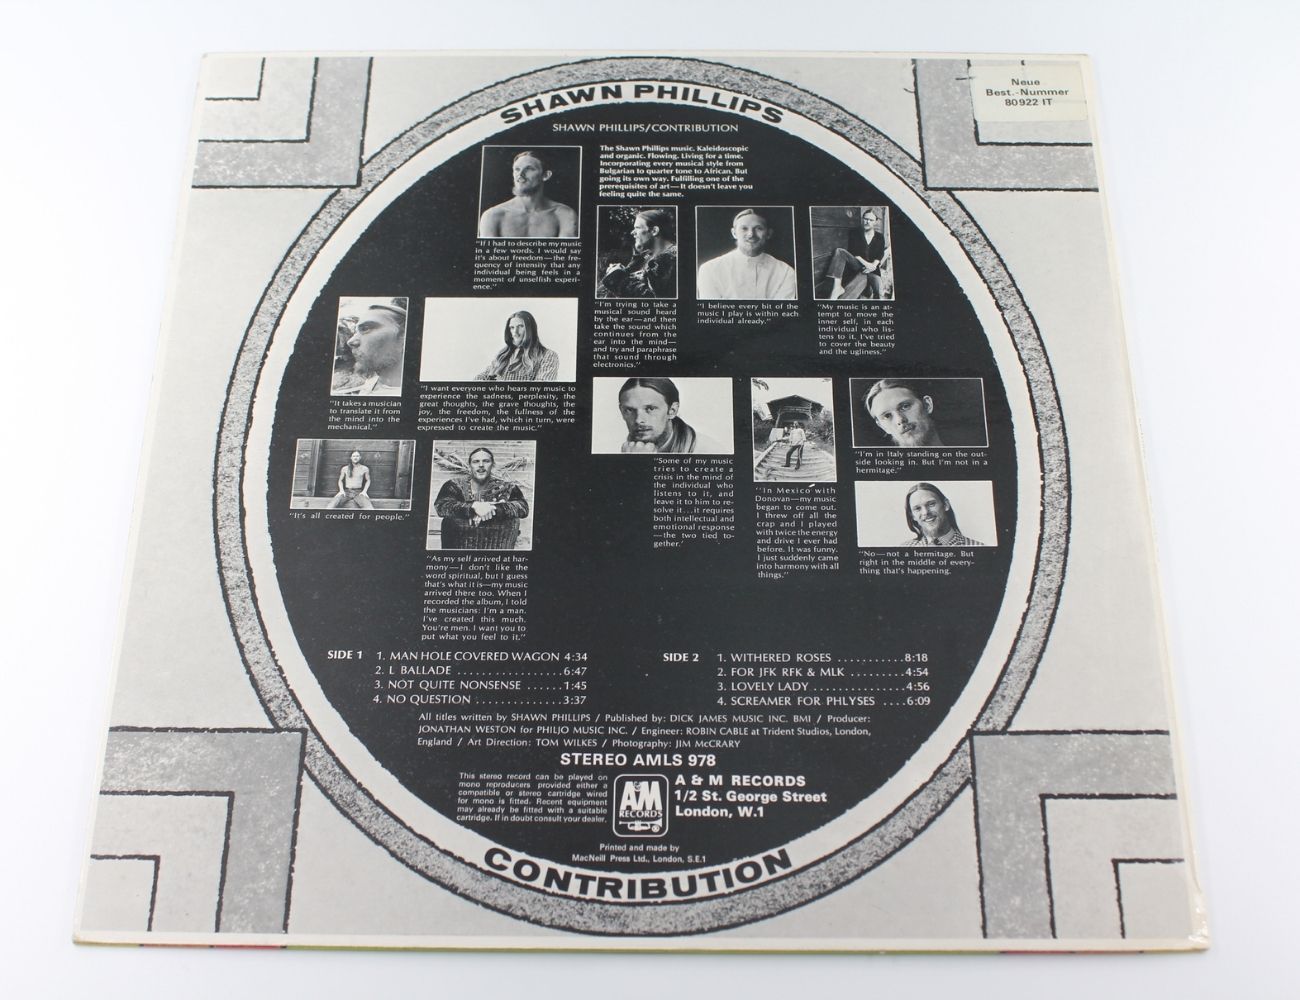 Neue
Best.-Nummer
80922 IT
SHAWN PHILLIPS
SHAWN PHILLIPS/CONTRIBUTION
The Shawn Phillips music. Kaleidoscopic
and organic. Flowing. Living for a time.
Incorporating every musical style from
Bulgarian to quarter tone to African. But
going its own way. Fulfilling one of the
prerequisites of art—It doesn't leave you
feeling quite the same.
"If I had to describe my music
in a few words. I would say
it's about freedom—the fre-
quency of intensity that any
individual being feels in a
moment of unselfish experi-
ence."
"I'm trying to take a
musical sound heard
by the ear—and then
take the sound which
continues from the
ear into the mind—
and try and paraphrase
that sound through
electronics."
"I believe every bit of the
music I play is within each
individual already."
"My music is an at-
tempt to move the
inner self, in each
individual who lis-
tens to it. I've tried
to cover the beauty
and the ugliness."
"It takes a musician
to translate it from
the mind into the
mechanical."
"I want everyone who hears my music to
experience the sadness, perplexity, the
great thoughts, the grave thoughts, the
joy, the freedom, the fullness of the
experiences I've had, which in turn, were
expressed to create the music."
"Some of my music
tries to create a
crisis in the mind of
the individual who
listens to it, and
leave it to him to re-
solve it...it requires
both intellectual and
emotional response
—the two tied to-
gether.'
"In Mexico with
Donovan—my music
began to come out.
I threw off all the
crap and I played
with twice the energy
and drive I ever had
before. It was funny.
I just suddenly came
into harmony with all
things."
"I'm in Italy standing on the out-
side looking in. But I'm not in a
hermitage."
"No—not a hermitage. But
right in the middle of every-
thing that's happening.
"It's all created for people."
"As my self arrived at har-
mony—I don't like the
word spiritual, but I guess
that's what it is—my music
arrived there too. When I
recorded the album, I told
the musicians: I'm a man.
I've created this much.
You're men. I want you to
put what you feel to it."
SIDE 1 1. MAN HOLE COVERED WAGON 4:34
2. L BALLADE ................6:47
3. NOT QUITE NONSENSE ......1:45
4. NO QUESTION .............3:37
SIDE 2 1. WITHERED ROSES ...........8:18
2. FOR JFK RFK & MLK .........4:54
3. LOVELY LADY ...............4:56
4. SCREAMER FOR PHLYSES ....6:09
All titles written by SHAWN PHILLIPS / Published by: DICK JAMES MUSIC INC. BMI / Producer:
JONATHAN WESTON for PHILJO MUSIC INC. / Engineer: ROBIN CABLE at Trident Studios, London,
England / Art Direction: TOM WILKES / Photography: JIM McCRARY
STEREO AMLS 978
This stereo record can be played on
mono reproducers provided either a
compatible or stereo cartridge wired
for mono is fitted. Recent equipment
may already be fitted with a suitable
cartridge. If in doubt consult your dealer.
A&M
RECORDS
®
A & M RECORDS
1/2 St. George Street
London, W.1
Printed and made by
MacNeill Press Ltd., London, S.E.1
CONTRIBUTION